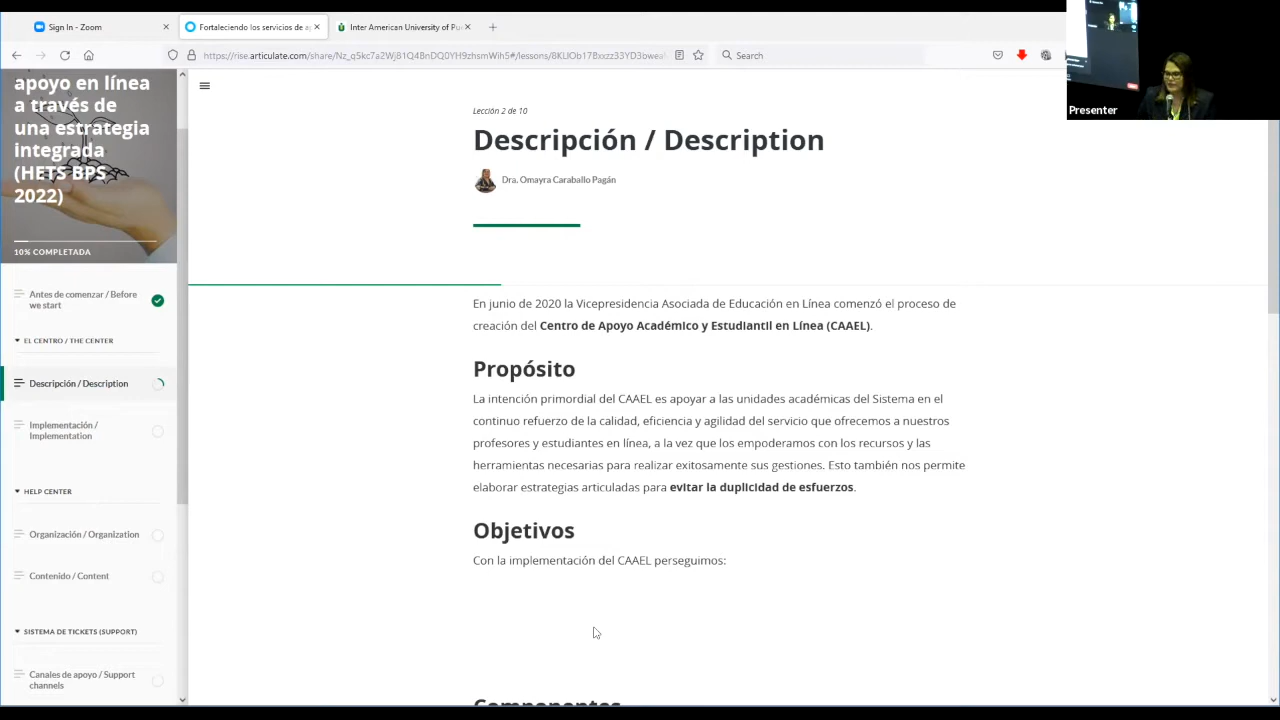 Sign In - Zoom
Fortaleciendo los servicios de a
Inter American University of Pu
Search
Presenter
apoyo en línea
a través de
una estrategia
integrada
(HETS BPS
2022)
10% COMPLETADA
Antes de comenzar / Before
we start
EL CENTRO / THE CENTER
Descripción / Description
Implementación /
Implementation
HELP CENTER
Organización / Organization
Contenido / Content
SISTEMA DE TICKETS (SUPPORT)
Canales de apoyo / Support
channels
Lección 2 de 10
Descripción / Description
Dra. Omayra Caraballo Pagán
En junio de 2020 la Vicepresidencia Asociada de Educación en Línea comenzó el proceso de
creación del Centro de Apoyo Académico y Estudiantil en Línea (CAAEL).
Propósito
La intención primordial del CAAEL es apoyar a las unidades académicas del Sistema en el
continuo refuerzo de la calidad, eficiencia y agilidad del servicio que ofrecemos a nuestros
profesores y estudiantes en línea, a la vez que los empoderamos con los recursos y las
herramientas necesarias para realizar exitosamente sus gestiones. Esto también nos permite
elaborar estrategias articuladas para evitar la duplicidad de esfuerzos.
Objetivos
Con la implementación del CAAEL perseguimos:
Componentes